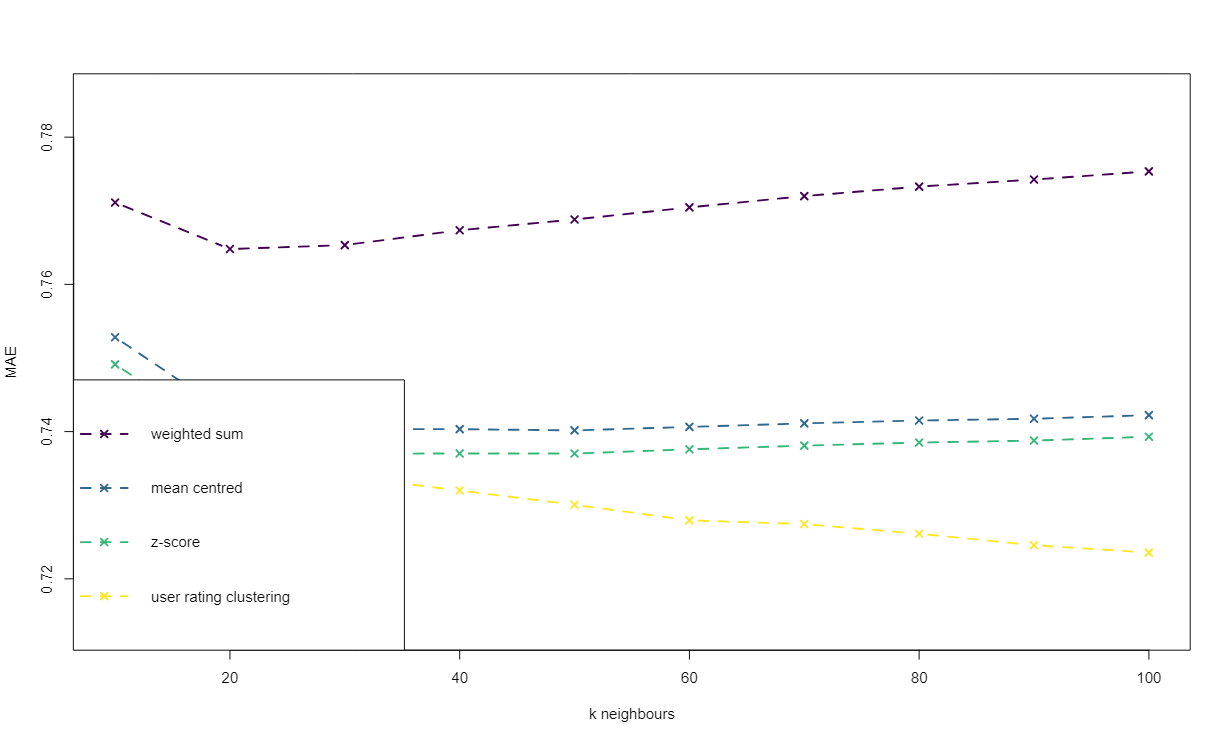 0.78
0.76
0.74
0.72
MAE
weighted sum
mean centred
z-score
user rating clustering
20 40 60 80 100
k neighbours